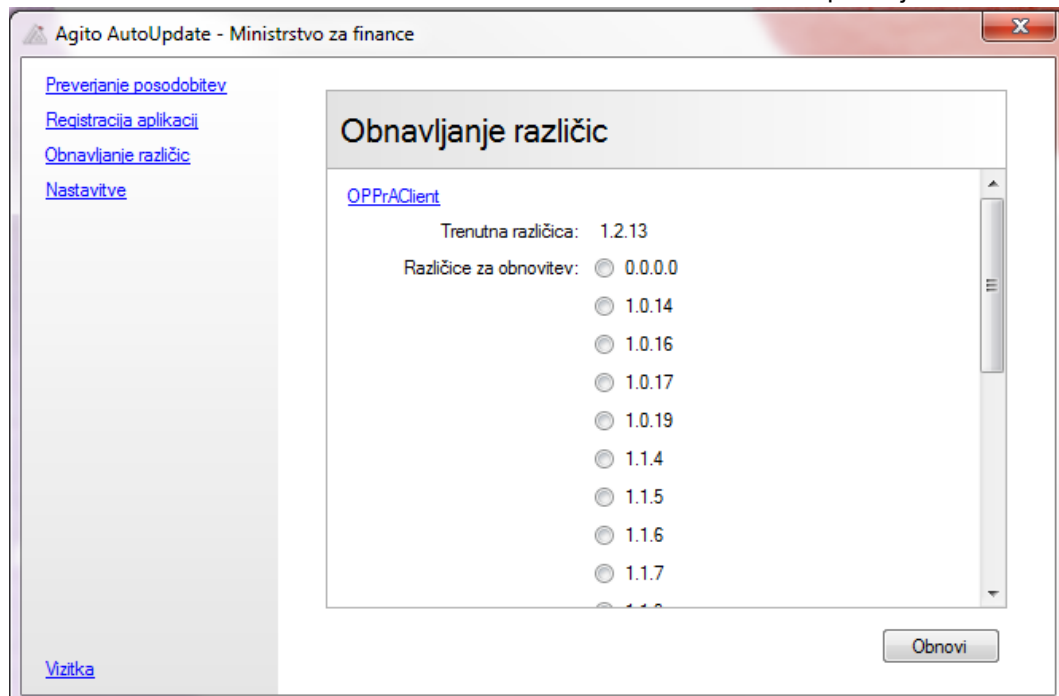 Agito AutoUpdate - Ministrstvo za finance
Preverjanje posodobitev
Registracija aplikacij
Obnavljanje različic
Nastavitve
Obnavljanje različic
OPPrAClient
Trenutna različica: 1.2.13
Različice za obnovitev: 0.0.0.0
1.0.14
1.0.16
1.0.17
1.0.19
1.1.4
1.1.5
1.1.6
1.1.7
Obnovi
Vizitka